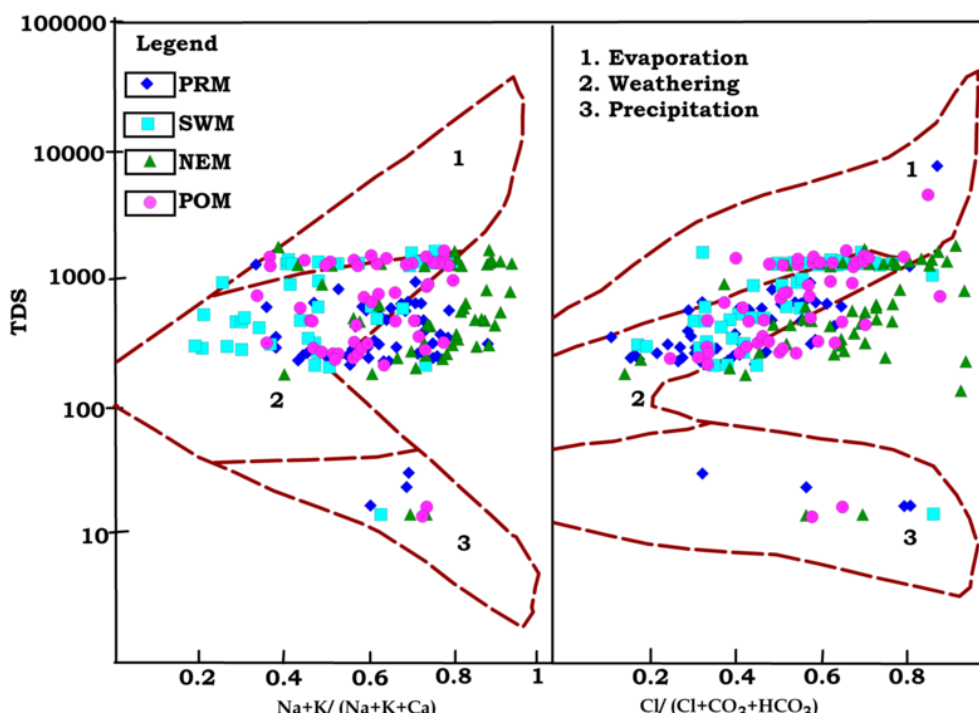 100000
10000
1000
100
10
TDS
Legend
PRM
SWM
NEM
POM
1. Evaporation
2. Weathering
3. Precipitation
1
2
3
1
2
3
0.2
0.4
0.6
0.8
1
0.2
0.4
0.6
0.8
Na+K/ (Na+K+Ca)
Cl/ (Cl+CO₃+HCO₃)